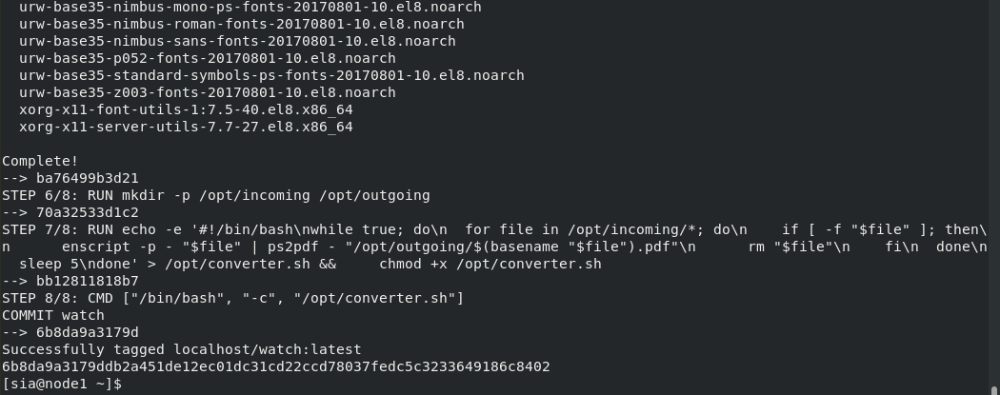 urw-base35-nimbus-mono-ps-fonts-20170801-10.el8.noarch
urw-base35-nimbus-roman-fonts-20170801-10.el8.noarch
urw-base35-nimbus-sans-fonts-20170801-10.el8.noarch
urw-base35-p052-fonts-20170801-10.el8.noarch
urw-base35-standard-symbols-ps-fonts-20170801-10.el8.noarch
urw-base35-z003-fonts-20170801-10.el8.noarch
xorg-x11-font-utils-1:7.5-40.el8.x86_64
xorg-x11-server-utils-7.7-27.el8.x86_64
Complete!
--> ba76499b3d21
STEP 6/8: RUN mkdir -p /opt/incoming /opt/outgoing
--> 70a32533d1c2
STEP 7/8: RUN echo -e '#!/bin/bash\nwhile true; do\n  for file in /opt/incoming/*; do\n    if [ -f "$file" ]; then\
n      enscript -p - "$file" | ps2pdf - "/opt/outgoing/$(basename "$file").pdf"\n      rm "$file"\n    fi\n  done\n
  sleep 5\ndone' > /opt/converter.sh &&     chmod +x /opt/converter.sh
--> bb12811818b7
STEP 8/8: CMD ["/bin/bash", "-c", "/opt/converter.sh"]
COMMIT watch
--> 6b8da9a3179d
Successfully tagged localhost/watch:latest
6b8da9a3179ddb2a451de12ec01dc31cd22ccd78037fedc5c3233649186c8402
[sia@node1 ~]$